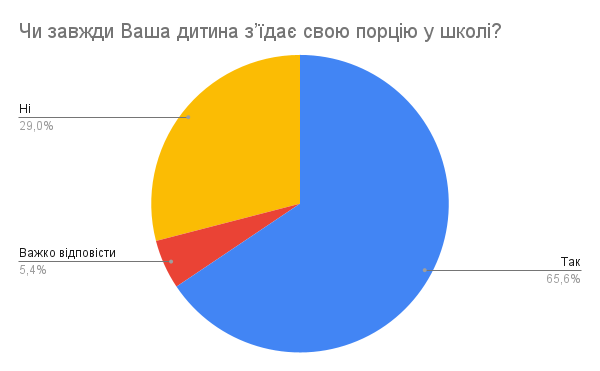 Чи завжди Ваша дитина з’їдає свою порцію у школі?
Ні
29,0%
Важко відповісти
5,4%
Так
65,6%